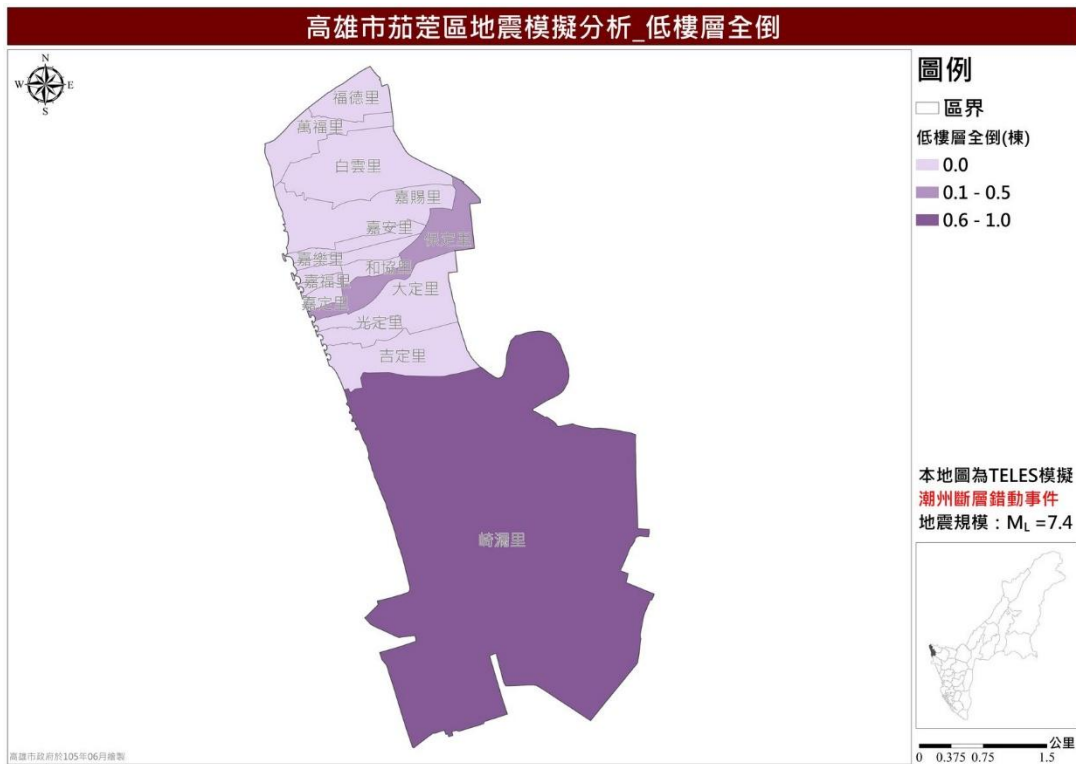 高雄市茄萣區地震模擬分析_低樓層全倒
N
W E
S
福德里
萬福里
白雲里
嘉賜里
嘉安里
保定里
嘉樂里
和協里
嘉福里
大定里
嘉定里
光定里
吉定里
崎漏里
圖例
區界
低樓層全倒(棟)
0.0
0.1 - 0.5
0.6 - 1.0
本地圖為TELES模擬
潮州斷層錯動事件
地震規模：ML =7.4
公里
0 0.375 0.75 1.5
高雄市政府於105年06月繪製